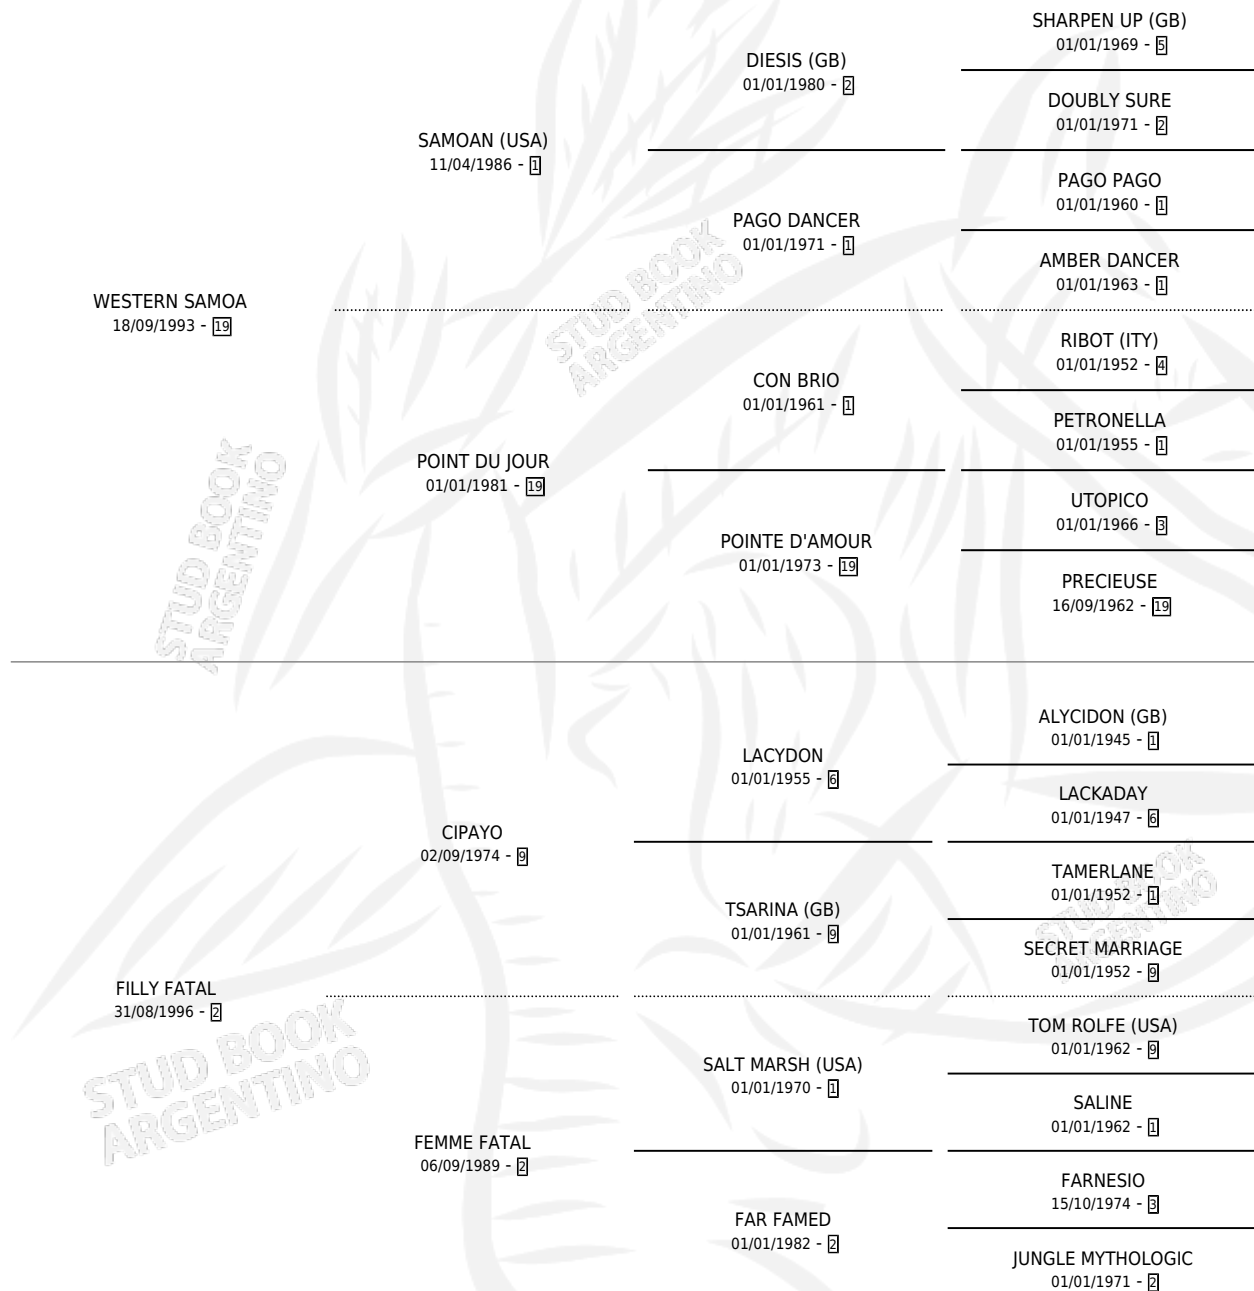 SHARPEN UP (GB)
01/01/1969 - 5
DIESIS (GB)
01/01/1980 - 2
DOUBLY SURE
01/01/1971 - 2
SAMOAN (USA)
11/04/1986 - 1
PAGO PAGO
01/01/1960 - 1
PAGO DANCER
01/01/1971 - 1
AMBER DANCER
01/01/1963 - 1
WESTERN SAMOA
18/09/1993 - 19
RIBOT (ITY)
01/01/1952 - 4
CON BRIO
01/01/1961 - 1
PETRONELLA
01/01/1955 - 1
POINT DU JOUR
01/01/1981 - 19
UTOPICO
01/01/1966 - 3
POINTE D'AMOUR
01/01/1973 - 19
PRECIEUSE
16/09/1962 - 19
ALYCIDON (GB)
01/01/1945 - 1
LACYDON
01/01/1955 - 6
LACKADAY
01/01/1947 - 6
CIPAYO
02/09/1974 - 9
TAMERLANE
01/01/1952 - 1
TSARINA (GB)
01/01/1961 - 9
SECRET MARRIAGE
01/01/1952 - 9
FILLY FATAL
31/08/1996 - 2
TOM ROLFE (USA)
01/01/1962 - 9
SALT MARSH (USA)
01/01/1970 - 1
SALINE
01/01/1962 - 1
FEMME FATAL
06/09/1989 - 2
FARNESIO
15/10/1974 - 3
FAR FAMED
01/01/1982 - 2
JUNGLE MYTHOLOGIC
01/01/1971 - 2
STUD BOOK
ARGENTINO
STUD BOOK
ARGENTINO
STUD BOOK
ARGENTINO
STUD BOOK
ARGENTINO